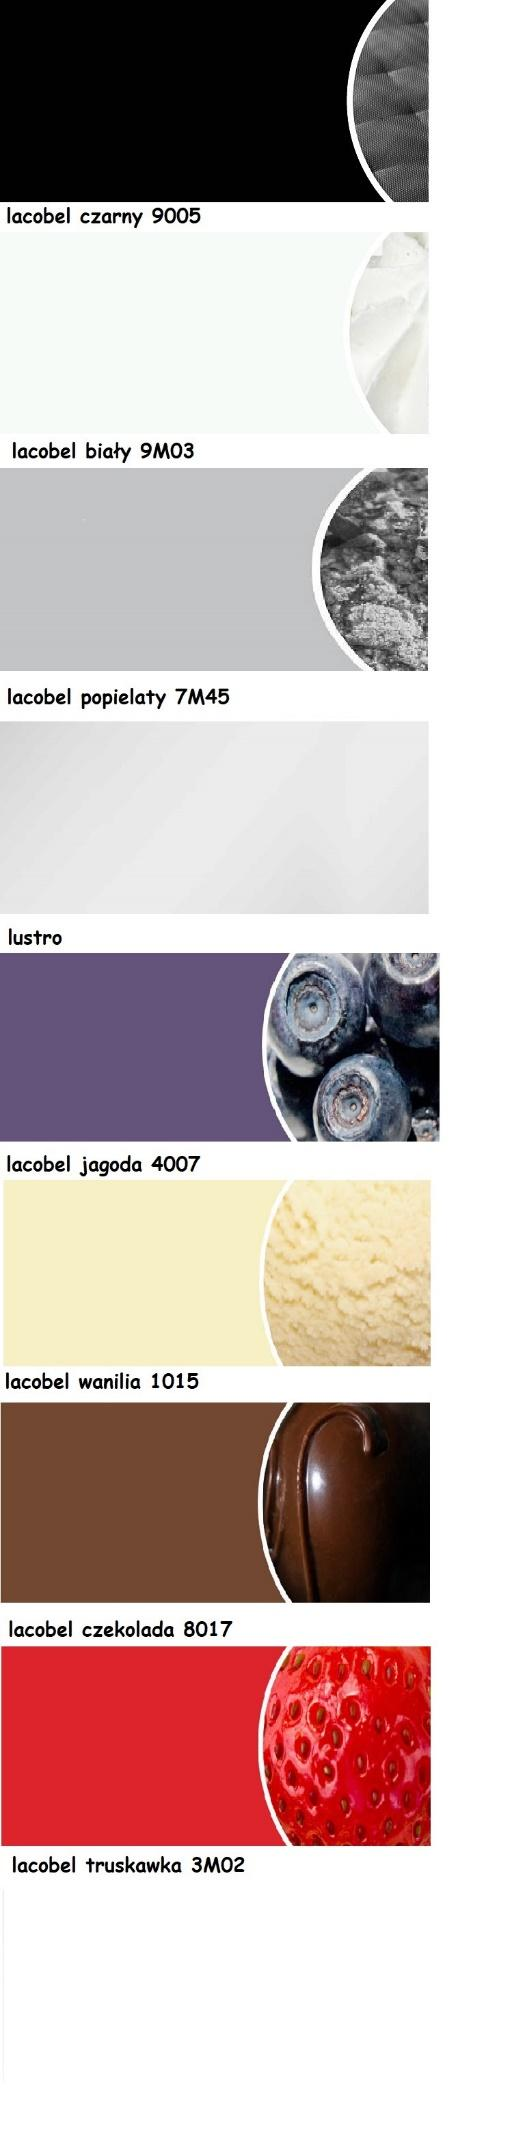 lacobel czarny 9005
lacobel biały 9M03
lacobel popielaty 7M45
lustro
lacobel jagoda 4007
lacobel wanilia 1015
lacobel czekolada 8017
lacobel truskawka 3M02